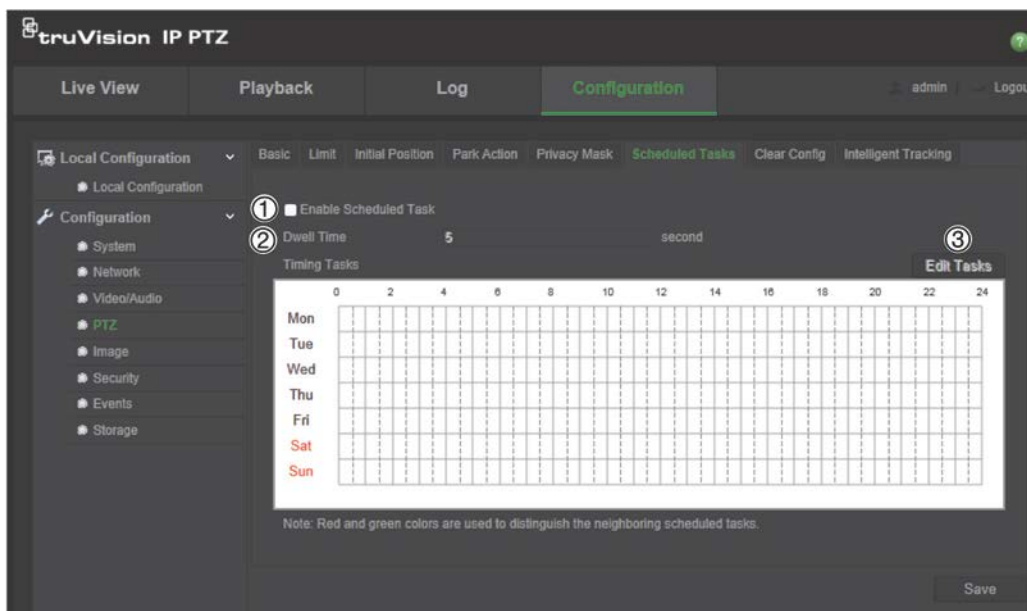 truVision IP PTZ
?
Live View Playback Log Configuration admin Logou
Local Configuration Basic Limit Initial Position Park Action Privacy Mask Scheduled Tasks Clear Config Intelligent Tracking
Local Configuration
Configuration
① Enable Scheduled Task
System
② Dwell Time 5 second ③
Network
Timing Tasks Edit Tasks
Video/Audio
0 2 4 6 8 10 12 14 16 18 20 22 24
PTZ
Mon
Image
Tue
Security
Wed
Events
Thu
Storage
Fri
Sat
Sun
Note: Red and green colors are used to distinguish the neighboring scheduled tasks.
Save